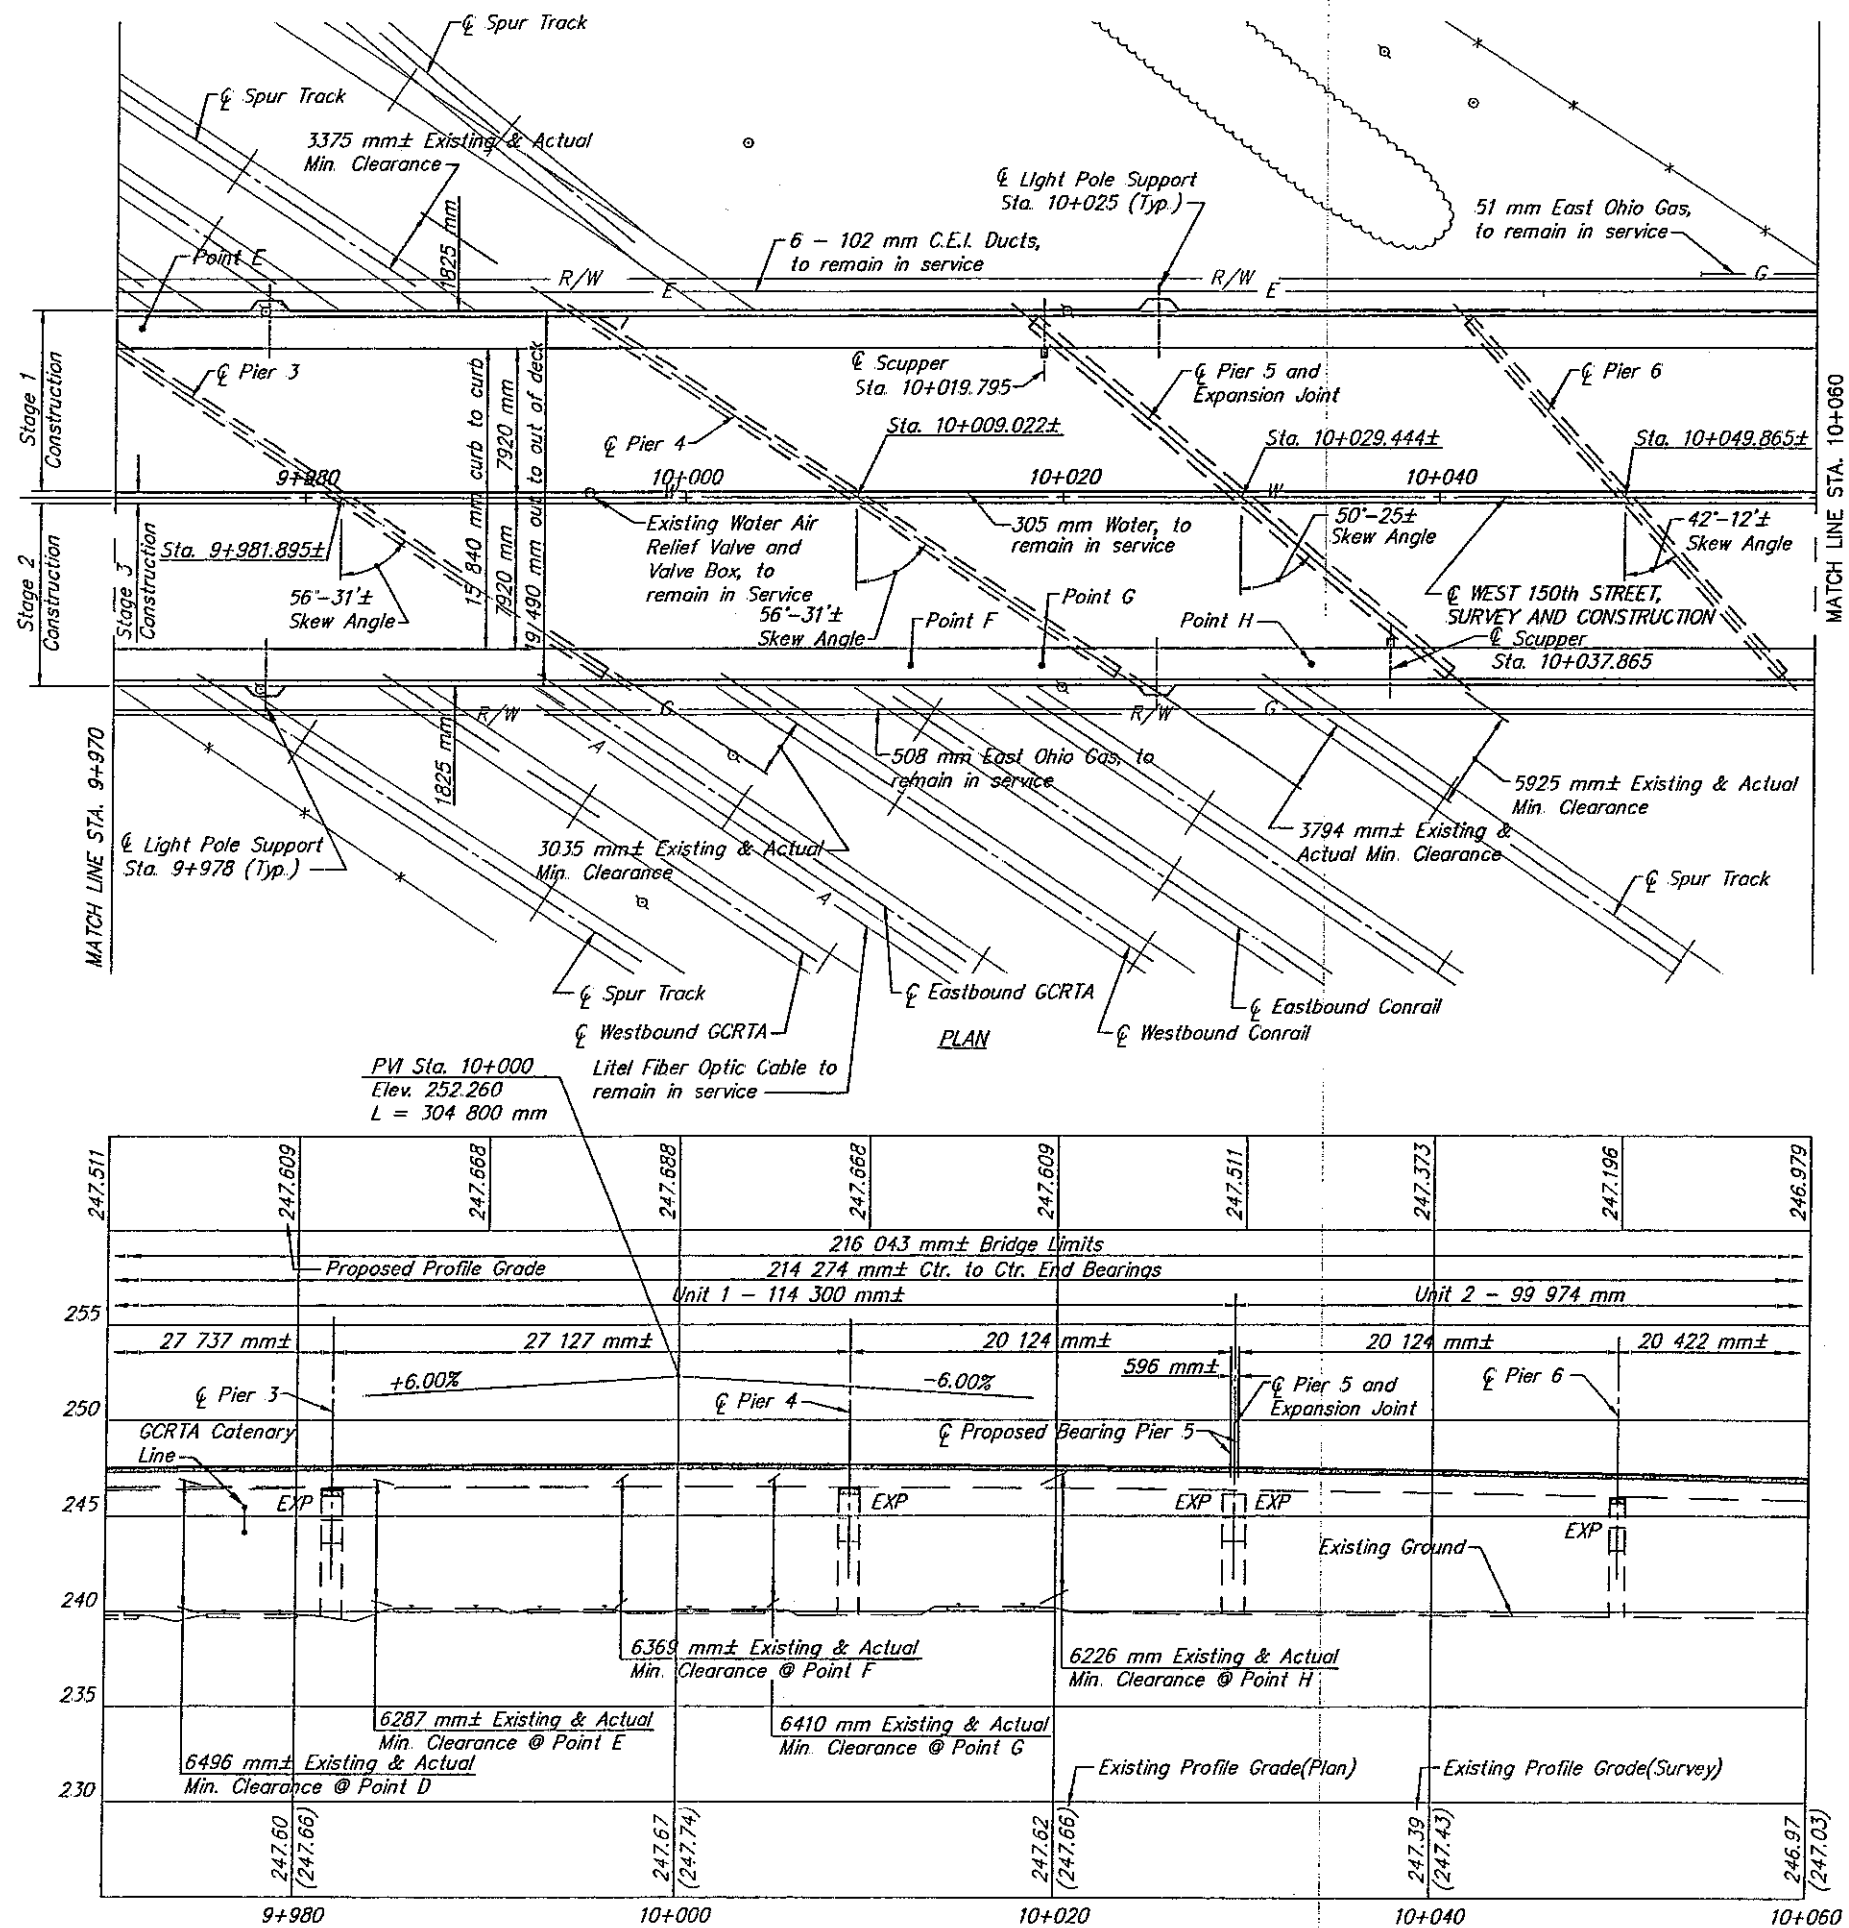 ℄ Spur Track
℄ Spur Track
3375 mm± Existing & Actual
Min. Clearance
℄ Light Pole Support
Sta. 10+025 (Typ.)
51 mm East Ohio Gas,
to remain in service
6 - 102 mm C.E.I. Ducts,
to remain in service
1825 mm
Point E
R/W
E
R/W
E
G
Stage 1
Construction
℄ Pier 3
℄ Scupper
Sta. 10+019.795
℄ Pier 5 and
Expansion Joint
℄ Pier 6
15 840 mm curb to curb
7920 mm
7920 mm
19 490 mm out to out of deck
℄ Pier 4
Sta. 10+009.022±
Sta. 10+029.444±
Sta. 10+049.865±
MATCH LINE STA. 10+060
9+980
10+000
W
10+020
W
10+040
Stage 2
Construction
Stage 3
Construction
Sta. 9+981.895±
Existing Water Air
Relief Valve and
Valve Box, to
remain in Service
305 mm Water, to
remain in service
50°-25±
Skew Angle
42°-12'±
Skew Angle
56°-31'±
Skew Angle
56°-31'±
Skew Angle
Point F
Point G
Point H
℄ WEST 150th STREET,
SURVEY AND CONSTRUCTION
℄ Scupper
Sta. 10+037.865
R/W
G
R/W
G
A
MATCH LINE STA. 9+970
1825 mm
508 mm East Ohio Gas, to
remain in service
5925 mm± Existing & Actual
Min. Clearance
℄ Light Pole Support
Sta. 9+978 (Typ.)
3035 mm± Existing & Actual
Min. Clearance
3794 mm± Existing &
Actual Min. Clearance
A
℄ Spur Track
℄ Spur Track
℄ Eastbound GCRTA
℄ Eastbound Conrail
℄ Westbound GCRTA
℄ Westbound Conrail
PLAN
Litel Fiber Optic Cable to
remain in service
PVI Sta. 10+000
Elev. 252.260
L = 304 800 mm
247.511
247.609
247.668
247.688
247.668
247.609
247.511
247.373
247.196
246.979
216 043 mm± Bridge Limits
Proposed Profile Grade
214 274 mm± Ctr. to Ctr. End Bearings
Unit 1 - 114 300 mm±
Unit 2 - 99 974 mm
255
27 737 mm±
27 127 mm±
20 124 mm±
20 124 mm±
20 422 mm±
596 mm±
+6.00%
-6.00%
℄ Pier 3
℄ Pier 4
℄ Pier 5 and
Expansion Joint
℄ Pier 6
250
GCRTA Catenary
Line
℄ Proposed Bearing Pier 5
245
EXP
EXP
EXP
EXP
EXP
Existing Ground
240
6369 mm± Existing & Actual
Min. Clearance @ Point F
6226 mm Existing & Actual
Min. Clearance @ Point H
235
6287 mm± Existing & Actual
Min. Clearance @ Point E
6410 mm Existing & Actual
Min. Clearance @ Point G
6496 mm± Existing & Actual
Min. Clearance @ Point D
Existing Profile Grade(Plan)
Existing Profile Grade(Survey)
230
247.60
(247.66)
247.67
(247.74)
247.62
(247.66)
247.39
(247.43)
246.97
(247.03)
9+980
10+000
10+020
10+040
10+060